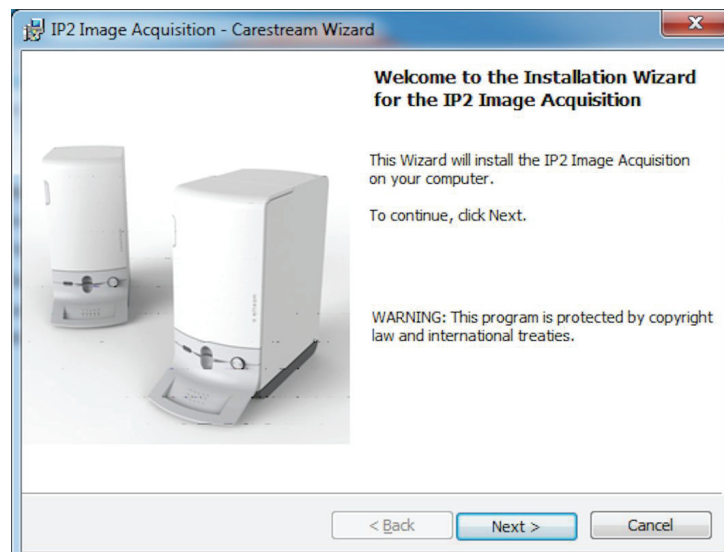 IP2 Image Acquisition - Carestream Wizard
Welcome to the Installation Wizard
for the IP2 Image Acquisition
This Wizard will install the IP2 Image Acquisition
on your computer.
To continue, click Next.
WARNING: This program is protected by copyright
law and international treaties.
< Back
Next >
Cancel